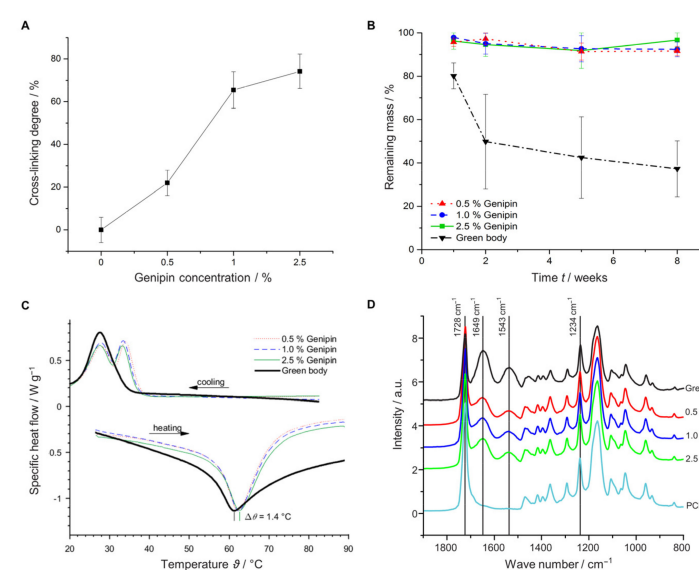 A
Cross-linking degree / %
80
60
40
20
0
0
0.5
1
2.5
Genipin concentration / %
B
Remaining mass / %
100
80
60
40
20
0
0.5 % Genipin
1.0 % Genipin
2.5 % Genipin
Green body
0
2
4
6
8
Time t / weeks
C
Specific heat flow / W g⁻¹
0.5
0
0.5
-1
0.5 % Genipin
1.0 % Genipin
2.5 % Genipin
Green body
cooling
heating
Δϑ = 1.4 °C
20
30
40
50
60
70
80
90
Temperature ϑ / °C
D
Intensity / a.u.
8
6
4
2
0
1728 cm⁻¹
1649 cm⁻¹
1543 cm⁻¹
1234 cm⁻¹
Gre
0.5
1.0
2.5
PC
1800
1600
1400
1200
1000
800
Wave number / cm⁻¹